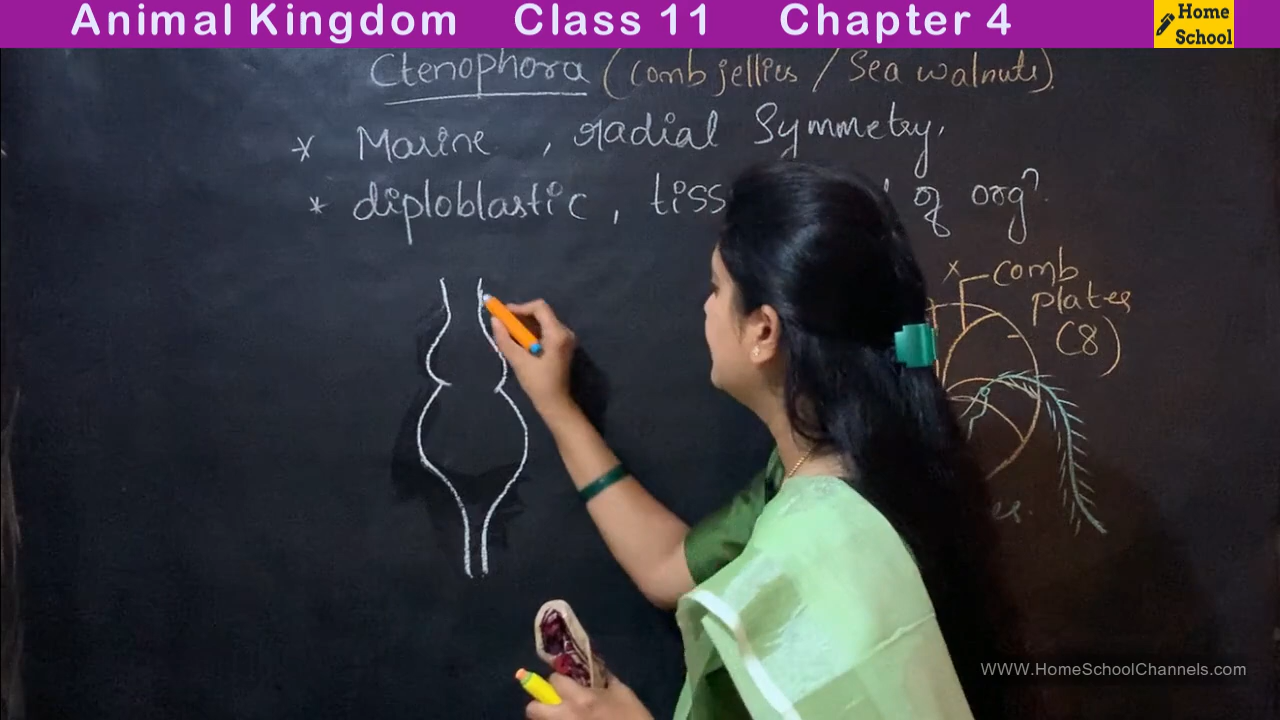 Animal Kingdom Class 11 Chapter 4
Home
School
Ctenophora (Comb jellies / Sea walnuts)
* Marine , radial Symmetry,
* diploblastic , tiss of orgⁿ.
x comb
plates
(8)
WWW.HomeSchoolChannels.com